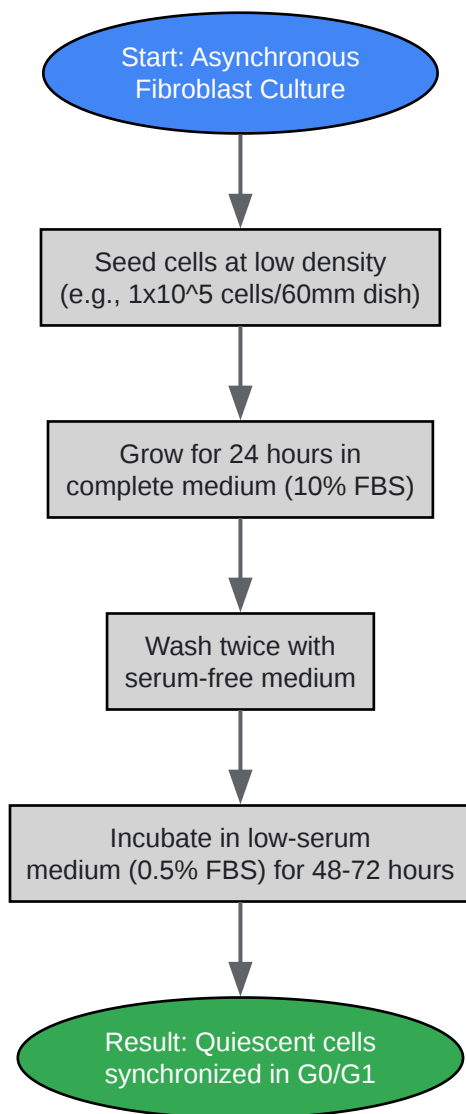 Start: Asynchronous
Fibroblast Culture
Seed cells at low density
(e.g., 1x10^5 cells/60mm dish)
Grow for 24 hours in
complete medium (10% FBS)
Wash twice with
serum-free medium
Incubate in low-serum
medium (0.5% FBS) for 48-72 hours
Result: Quiescent cells
synchronized in G0/G1